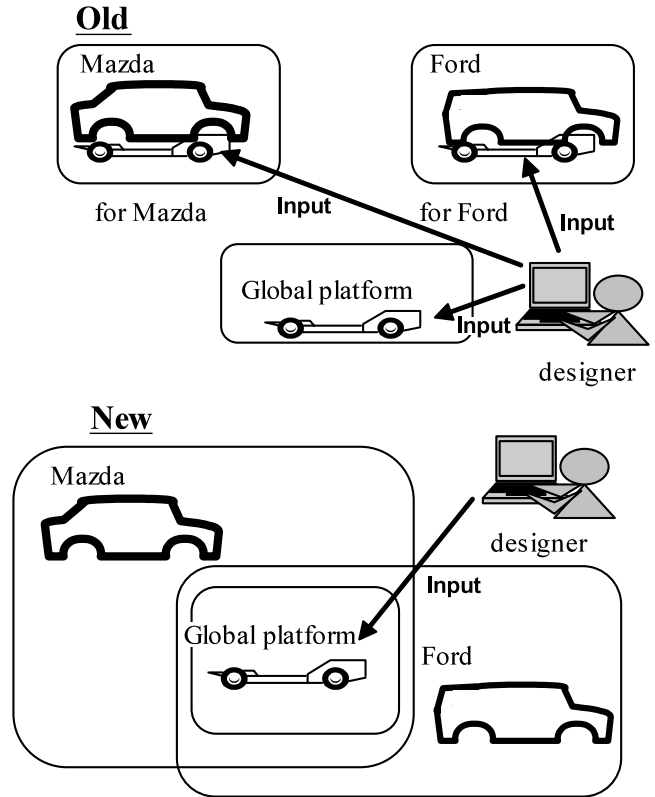 Old
Mazda
Ford
for Mazda
Input
for Ford
Input
Global platform
Input
designer
New
Mazda
designer
Input
Global platform
Ford